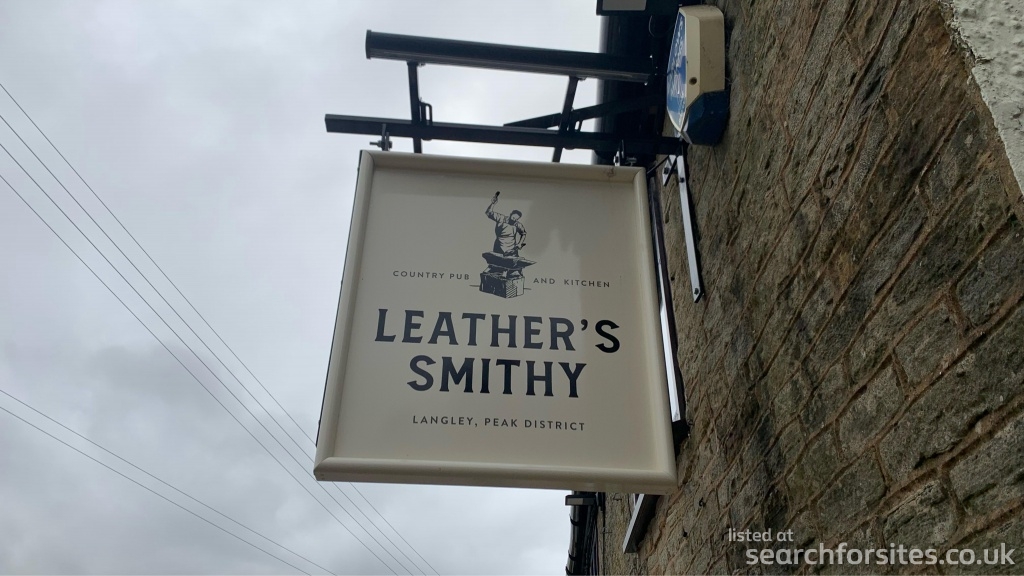 COUNTRY PUB AND KITCHEN
LEATHER'S
SMITHY
LANGLEY, PEAK DISTRICT
listed at
searchforsites.co.uk